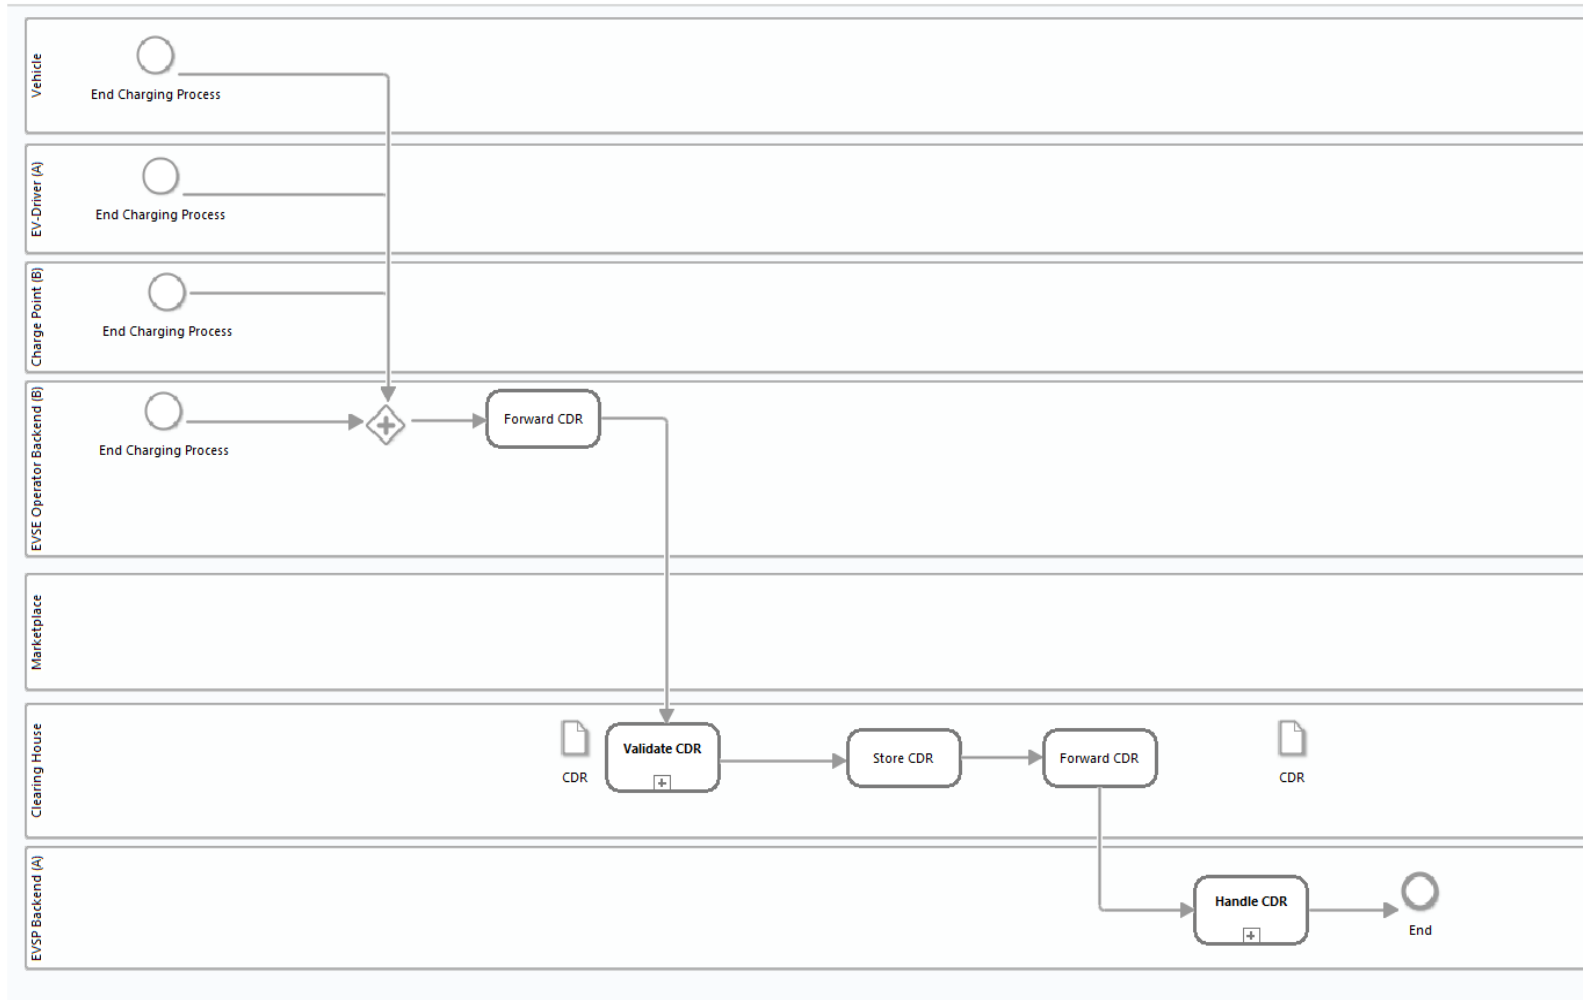 Vehicle
End Charging Process
EV-Driver (A)
End Charging Process
Charge Point (B)
End Charging Process
EVSE Operator Backend (B)
End Charging Process
Forward CDR
Marketplace
Clearing House
CDR
Validate CDR
Store CDR
Forward CDR
CDR
EVSP Backend (A)
Handle CDR
End